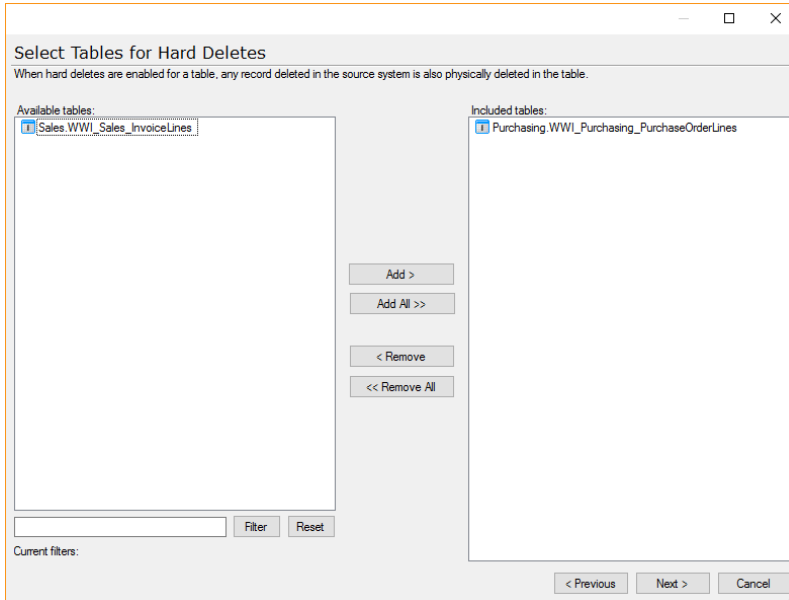 Select Tables for Hard Deletes
When hard deletes are enabled for a table, any record deleted in the source system is also physically deleted in the table.
Available tables:
Sales.WWI_Sales_InvoiceLines
Included tables:
Purchasing.WWI_Purchasing_PurchaseOrderLines
Add >
Add All >>
< Remove
<< Remove All
Filter
Reset
Current filters:
< Previous
Next >
Cancel